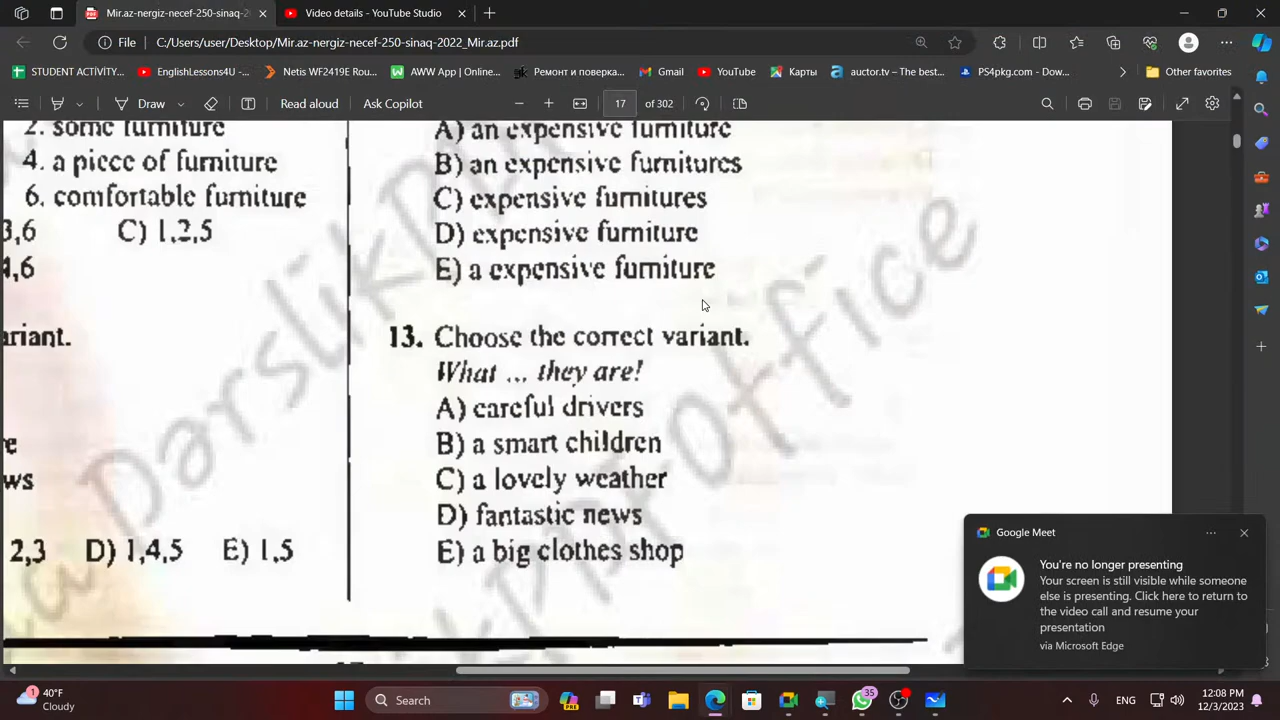 Mir.az-nergiz-necef-250-sinaq-2
Video details - YouTube Studio
File
C:/Users/user/Desktop/Mir.az-nergiz-necef-250-sinaq-2022_Mir.az.pdf
STUDENT ACTİVİTY...
EnglishLessons4U -...
Netis WF2419E Rou...
AWW App | Online...
Ремонт и поверка...
Gmail
YouTube
Карты
auctor.tv – The best...
PS4pkg.com - Dow...
Other favorites
Draw
Read aloud
Ask Copilot
17
of 302
2. some furniture
4. a piece of furniture
6. comfortable furniture
3,6 C) 1,2,5
4,6
ariant.
re
ws
2,3 D) 1,4,5 E) 1,5
A) an expensive furniture
B) an expensive furnitures
C) expensive furnitures
D) expensive furniture
E) a expensive furniture
13. Choose the correct variant.
What ... they are!
A) careful drivers
B) a smart children
C) a lovely weather
D) fantastic news
E) a big clothes shop
Google Meet
You're no longer presenting
Your screen is still visible while someone
else is presenting. Click here to return to
the video call and resume your
presentation
via Microsoft Edge
1
40°F
Cloudy
Search
PRE
35
ENG
12:08 PM
12/3/2023